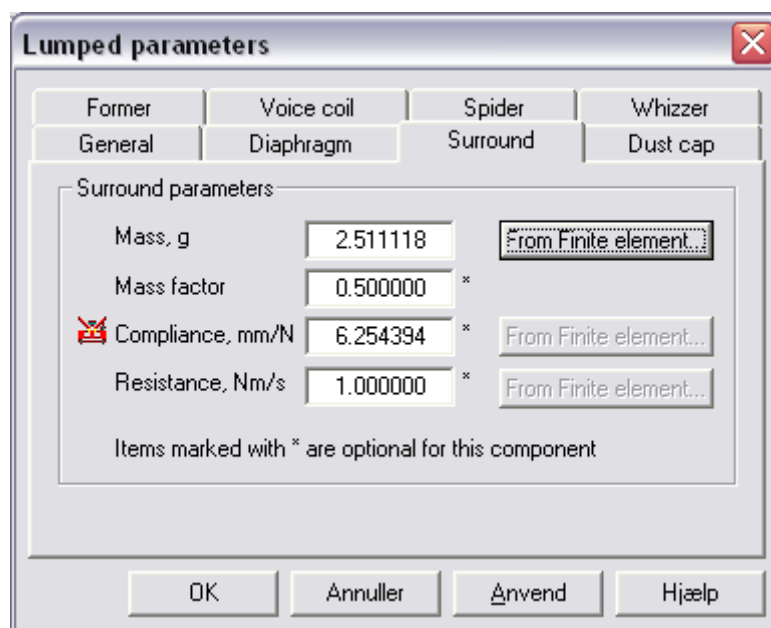 Lumped parameters
Former Voice coil Spider Whizzer
General Diaphragm Surround Dust cap
Surround parameters
Mass, g 2.511118 From Finite element...
Mass factor 0.500000 *
Compliance, mm/N 6.254394 * From Finite element...
Resistance, Nm/s 1.000000 * From Finite element...
Items marked with * are optional for this component
OK Annuller Anvend Hjælp